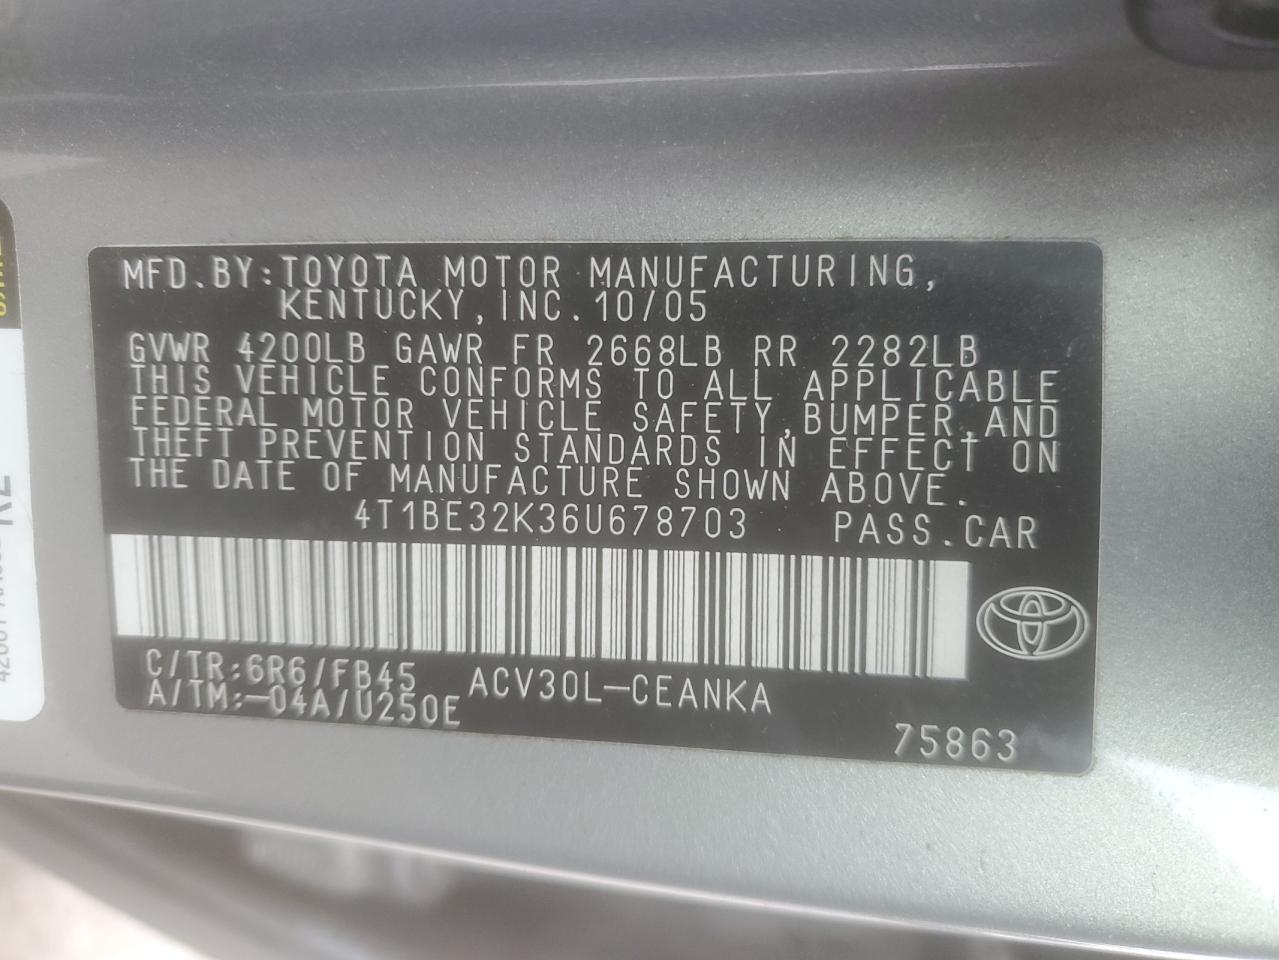 MFD.BY:TOYOTA MOTOR MANUFACTURING,
KENTUCKY,INC.10/05
GVWR 4200LB GAWR FR 2668LB RR 2282LB
THIS VEHICLE CONFORMS TO ALL APPLICABLE
FEDERAL MOTOR VEHICLE SAFETY,BUMPER,AND
THEFT PREVENTION STANDARDS IN EFFECT ON
THE DATE OF MANUFACTURE SHOWN ABOVE.
4T1BE32K36U678703 PASS.CAR
C/TR:6R6/FB45 ACV30L-CEANKA
A/TM:-04A/U250E
75863